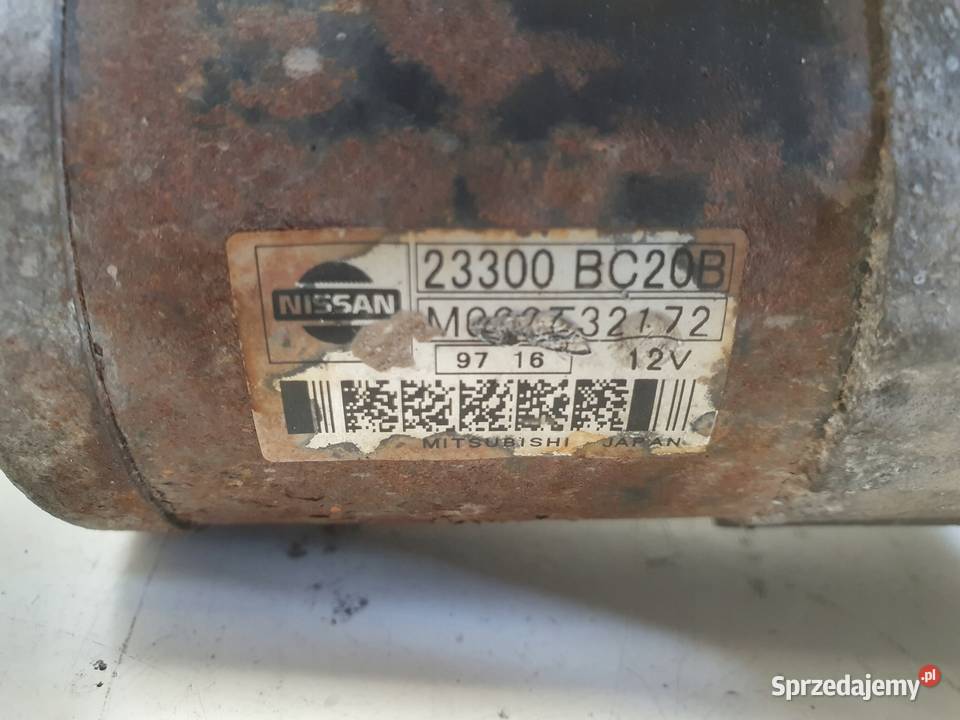 NISSAN
23300 BC20B
97 16
12V
MITSUBISHI JAPAN
Sprzedajemy.pl